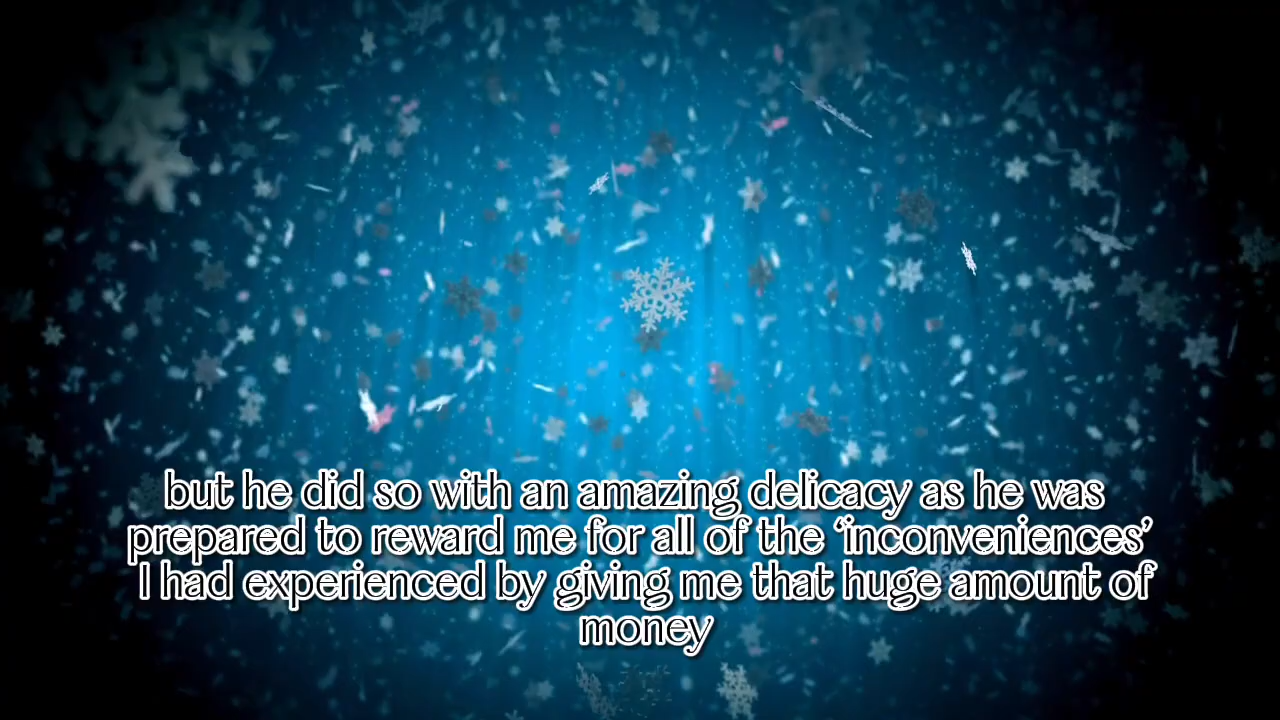 but he did so with an amazing delicacy as he was
prepared to reward me for all of the ‘inconveniences’
I had experienced by giving me that huge amount of
money